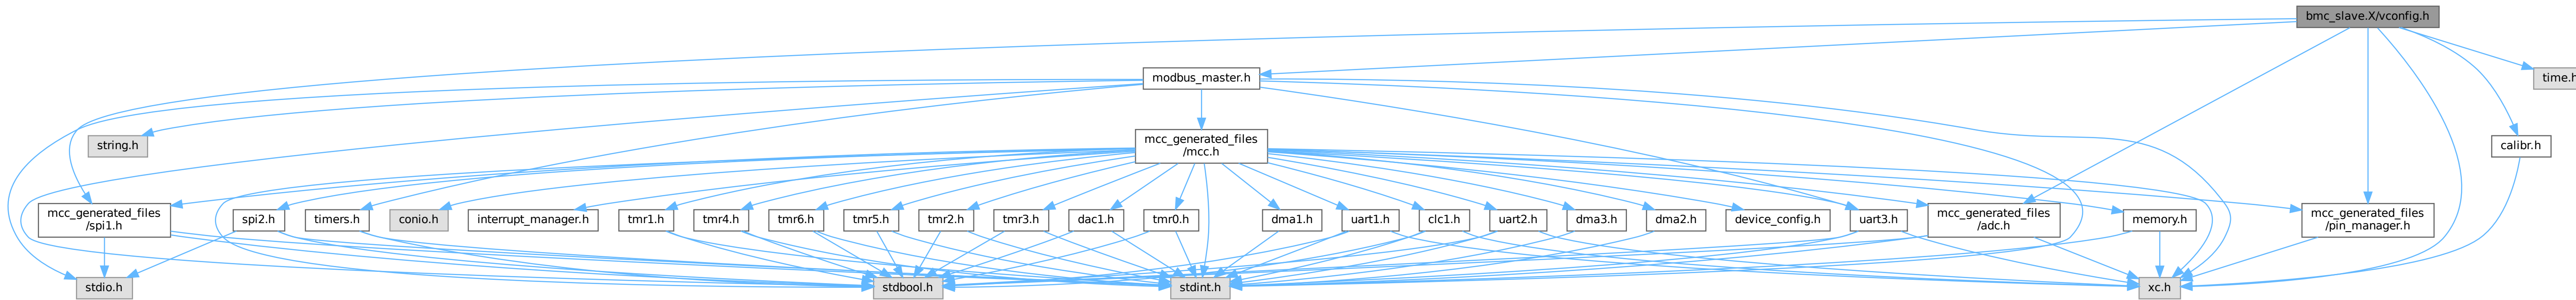 bmc_slave.X/vconfig.h
modbus_master.h
time.h
string.h
mcc_generated_files
/mcc.h
calibr.h
mcc_generated_files
/spi1.h
spi2.h
timers.h
conio.h
interrupt_manager.h
tmr1.h
tmr4.h
tmr6.h
tmr5.h
tmr2.h
tmr3.h
dac1.h
tmr0.h
dma1.h
uart1.h
clc1.h
uart2.h
dma3.h
dma2.h
device_config.h
uart3.h
mcc_generated_files
/adc.h
memory.h
mcc_generated_files
/pin_manager.h
stdio.h
stdbool.h
stdint.h
xc.h